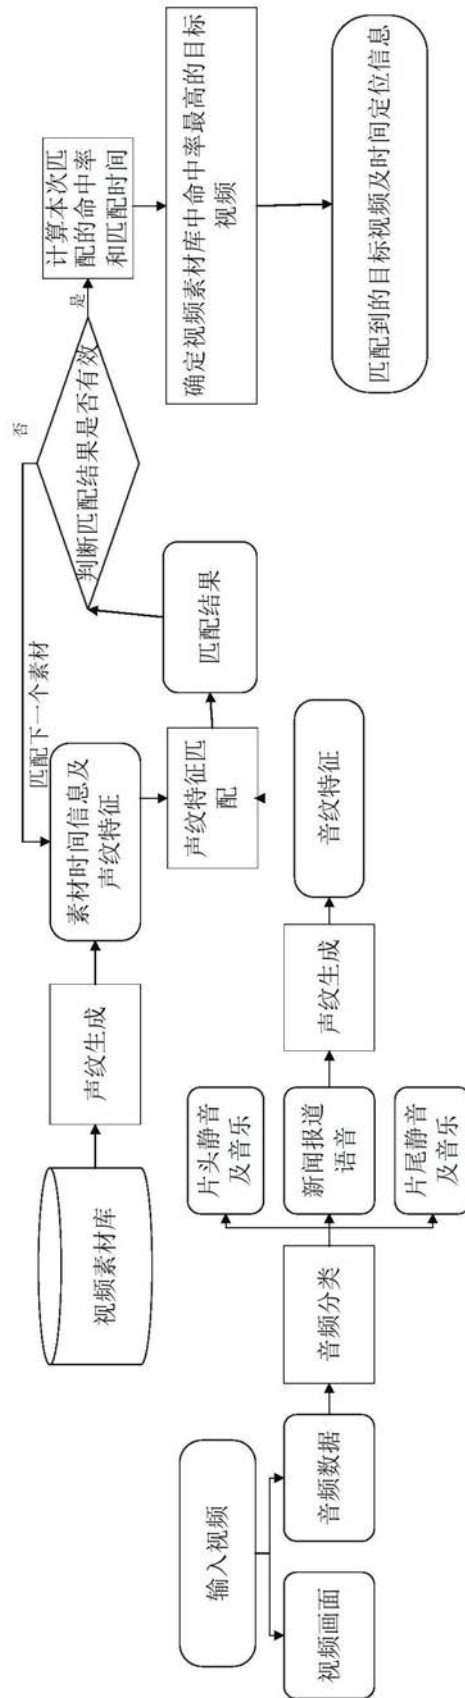 视频素材库
声纹生成
素材时间信息及
声纹特征
匹配下一个素材
否
判断匹配结果是否有效
是
计算本次匹
配的命中率
和匹配时间
声纹特征匹
配
匹配结果
确定视频素材库中命中率最高的目标
视频
匹配到的目标视频及时间定位信息
输入视频
视频画面
音频数据
音频分类
片头静音
及音乐
新闻报道
语音
片尾静音
及音乐
声纹生成
音纹特征